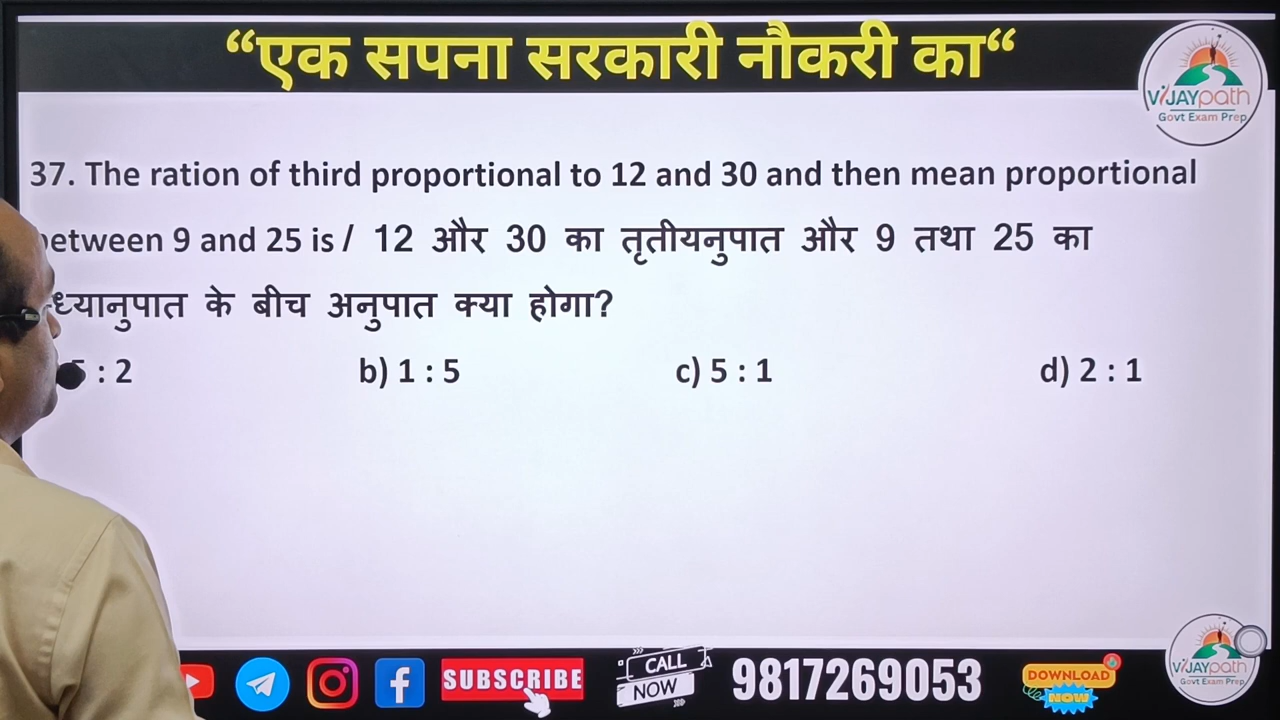 “एक सपना सरकारी नौकरी का“
VIJAYpath
Govt Exam Prep
37. The ration of third proportional to 12 and 30 and then mean proportional
between 9 and 25 is / 12 और 30 का तृतीयनुपात और 9 तथा 25 का
ध्यानुपात के बीच अनुपात क्या होगा?
5 : 2 b) 1 : 5 c) 5 : 1 d) 2 : 1
SUBSCRIBE
CALL
NOW
9817269053
DOWNLOAD
NOW
VIJAYpath
Govt Exam Prep